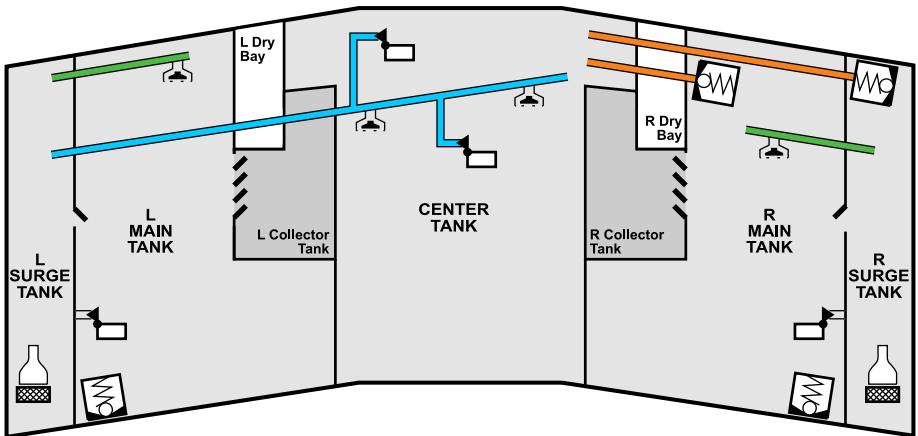 L Dry
Bay
R Dry
Bay
CENTER
TANK
L
MAIN
TANK
L Collector
Tank
R Collector
Tank
R
MAIN
TANK
L
SURGE
TANK
R
SURGE
TANK